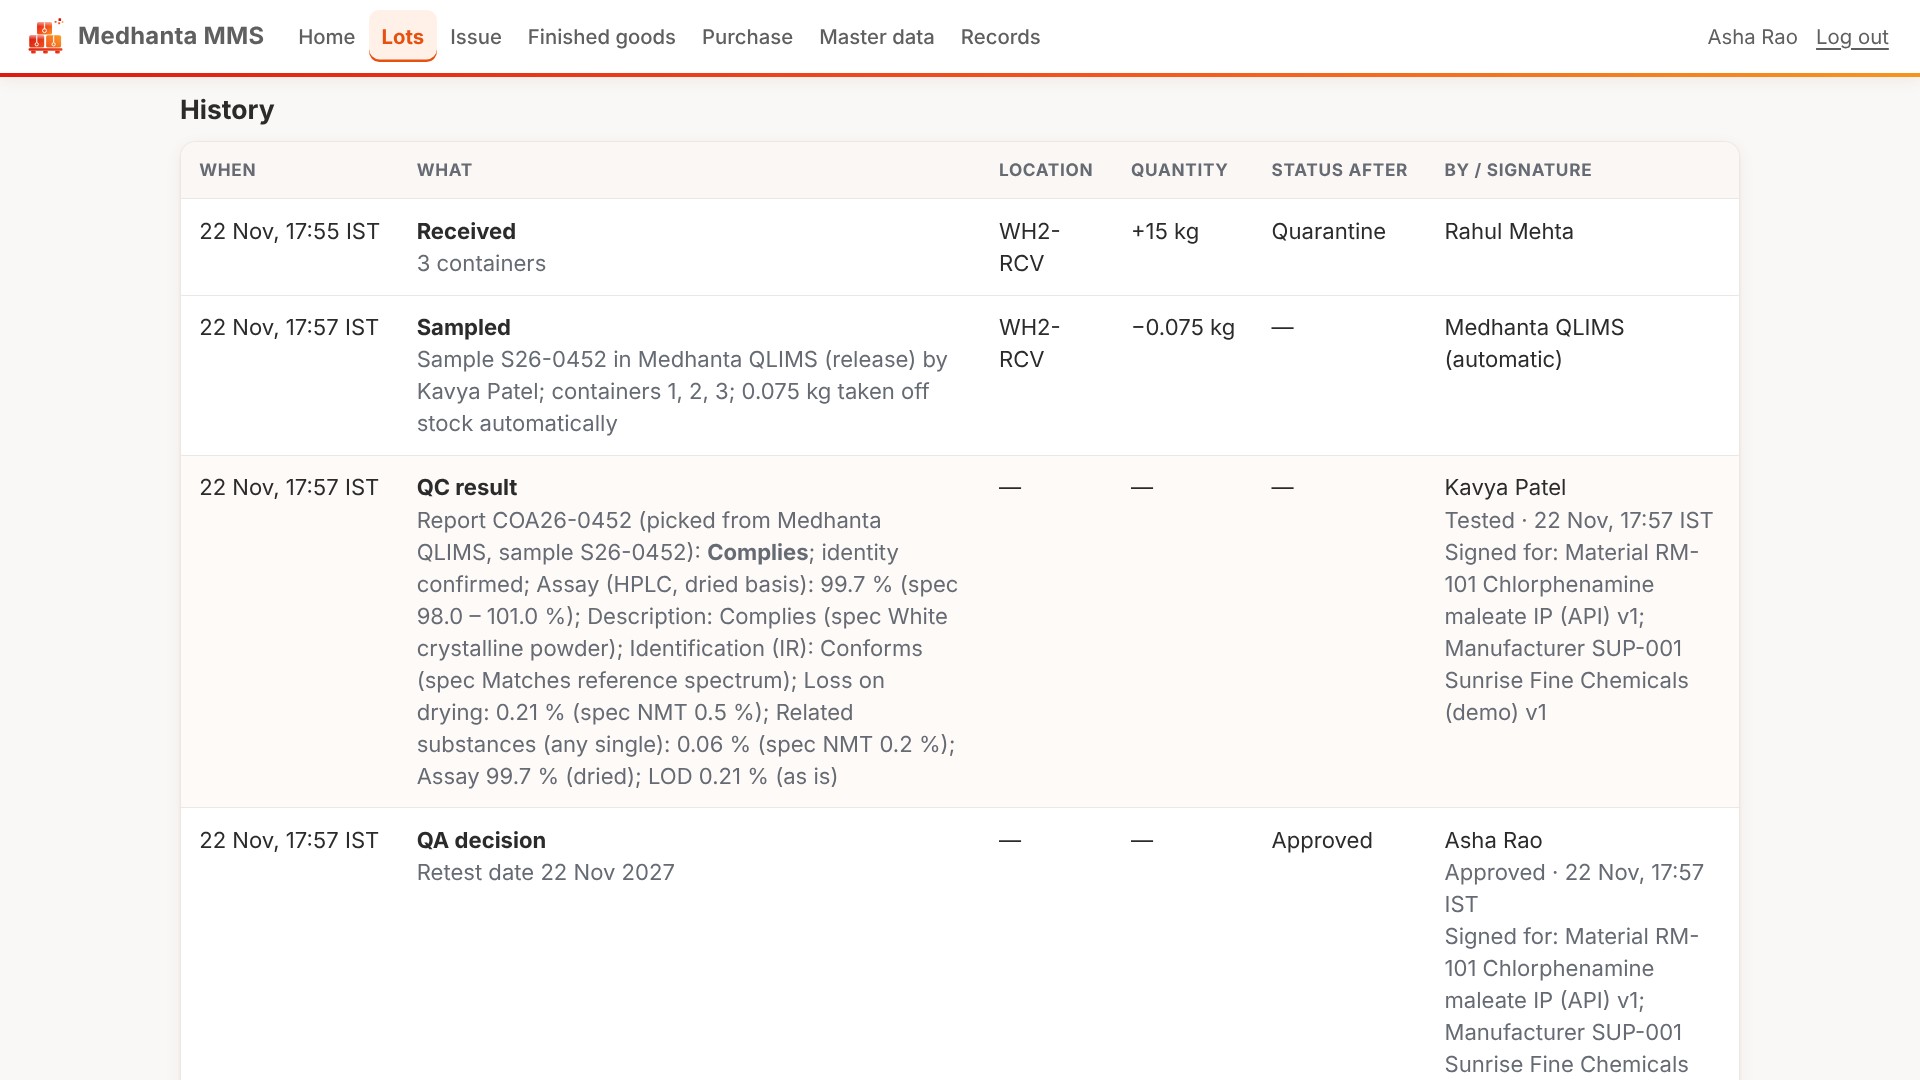 Medhanta MMS Home Lots Issue Finished goods Purchase Master data Records Asha Rao Log out
History
WHEN WHAT LOCATION QUANTITY STATUS AFTER BY / SIGNATURE
22 Nov, 17:55 IST Received WH2- +15 kg Quarantine Rahul Mehta
3 containers RCV
22 Nov, 17:57 IST Sampled WH2- −0.075 kg — Medhanta QLIMS
Sample S26-0452 in Medhanta QLIMS (release) by RCV (automatic)
Kavya Patel; containers 1, 2, 3; 0.075 kg taken off
stock automatically
22 Nov, 17:57 IST QC result — — — Kavya Patel
Report COA26-0452 (picked from Medhanta Tested · 22 Nov, 17:57 IST
QLIMS, sample S26-0452): Complies; identity Signed for: Material RM-
confirmed; Assay (HPLC, dried basis): 99.7 % (spec 101 Chlorphenamine
98.0 – 101.0 %); Description: Complies (spec White maleate IP (API) v1;
crystalline powder); Identification (IR): Conforms Manufacturer SUP-001
(spec Matches reference spectrum); Loss on Sunrise Fine Chemicals
drying: 0.21 % (spec NMT 0.5 %); Related (demo) v1
substances (any single): 0.06 % (spec NMT 0.2 %);
Assay 99.7 % (dried); LOD 0.21 % (as is)
22 Nov, 17:57 IST QA decision — — Approved Asha Rao
Retest date 22 Nov 2027 Approved · 22 Nov, 17:57
IST
Signed for: Material RM-
101 Chlorphenamine
maleate IP (API) v1;
Manufacturer SUP-001
Sunrise Fine Chemicals